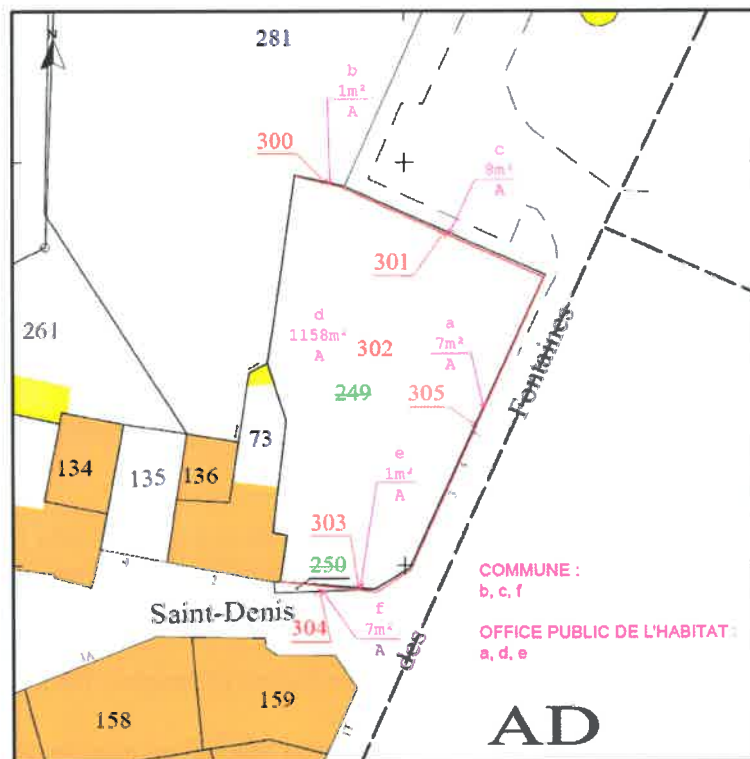 281
N
b
1m²
A
300
c
8m²
A
301
261
d
1158m²
A
302
a
7m²
A
249
305
Fontaines
73
134
135
136
e
1m²
A
303
250
COMMUNE :
b, c, f
Saint-Denis
304
f
7m²
A
des
OFFICE PUBLIC DE L'HABITAT :
a, d, e
1A
158
159
AD